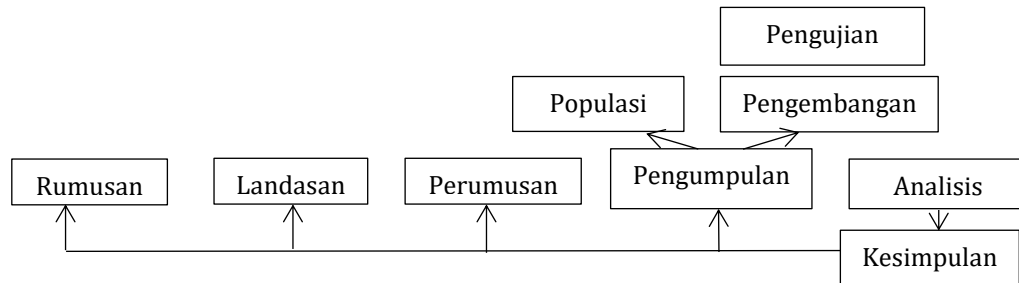 Pengujian
Populasi
Pengembangan
Rumusan
Landasan
Perumusan
Pengumpulan
Analisis
Kesimpulan